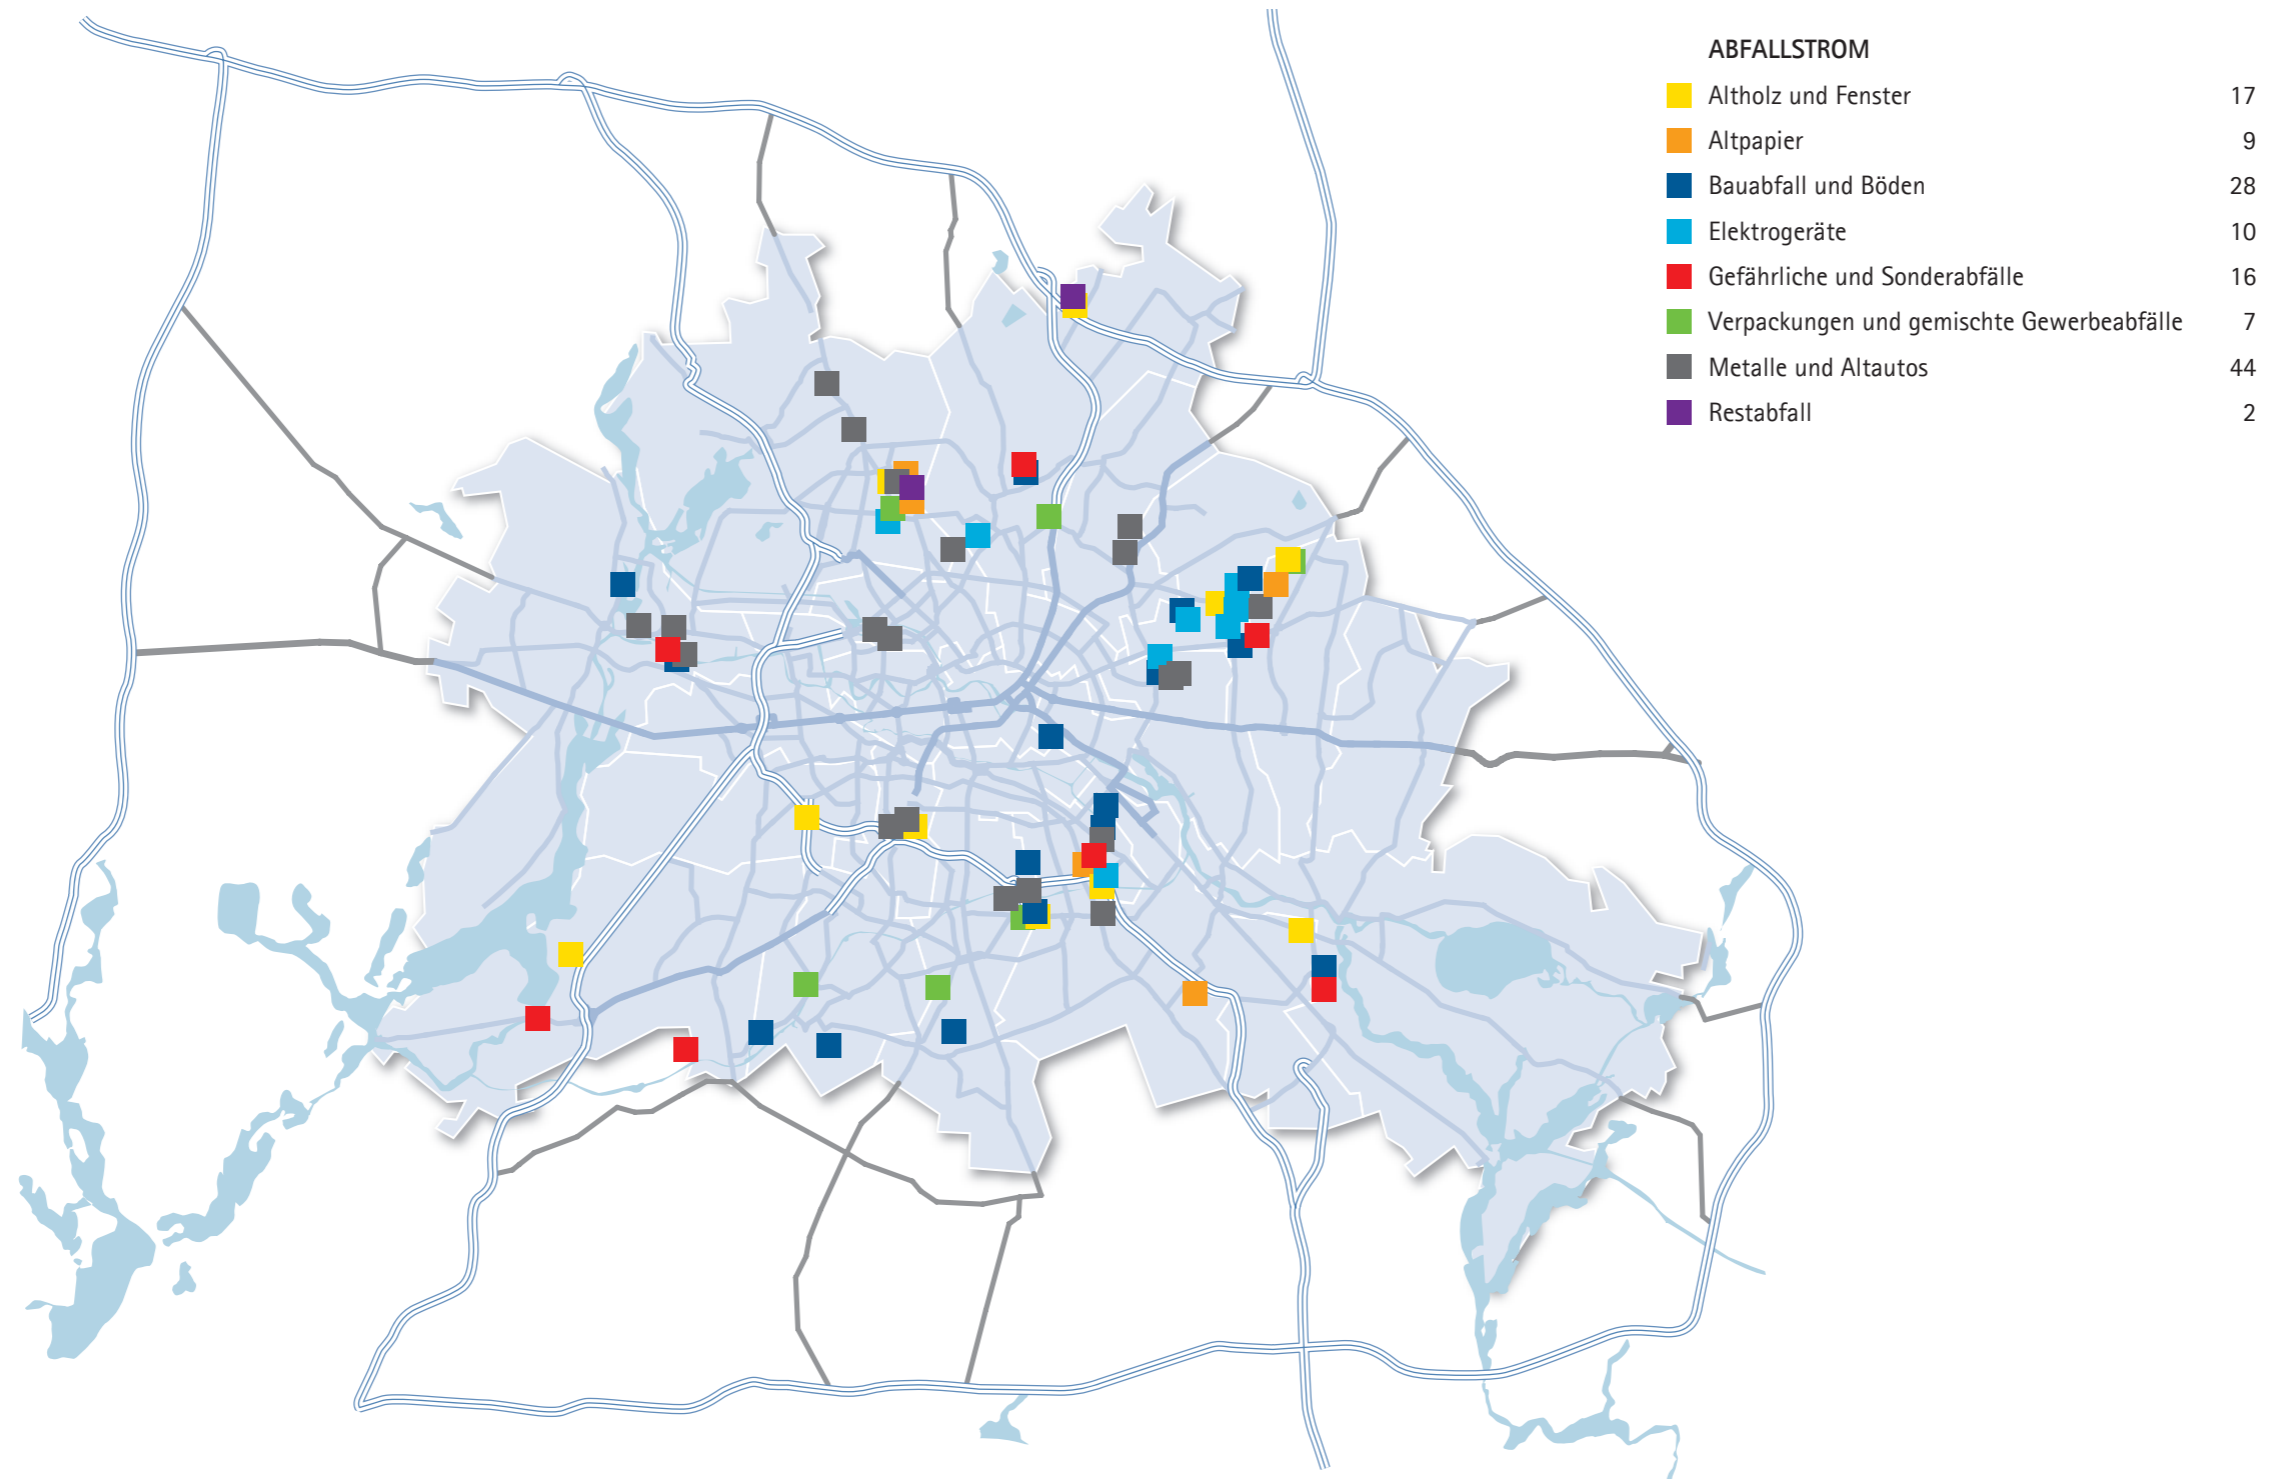 ABFALLSTROM
Altholz und Fenster 17
Altpapier 9
Bauabfall und Böden 28
Elektrogeräte 10
Gefährliche und Sonderabfälle 16
Verpackungen und gemischte Gewerbeabfälle 7
Metalle und Altautos 44
Restabfall 2